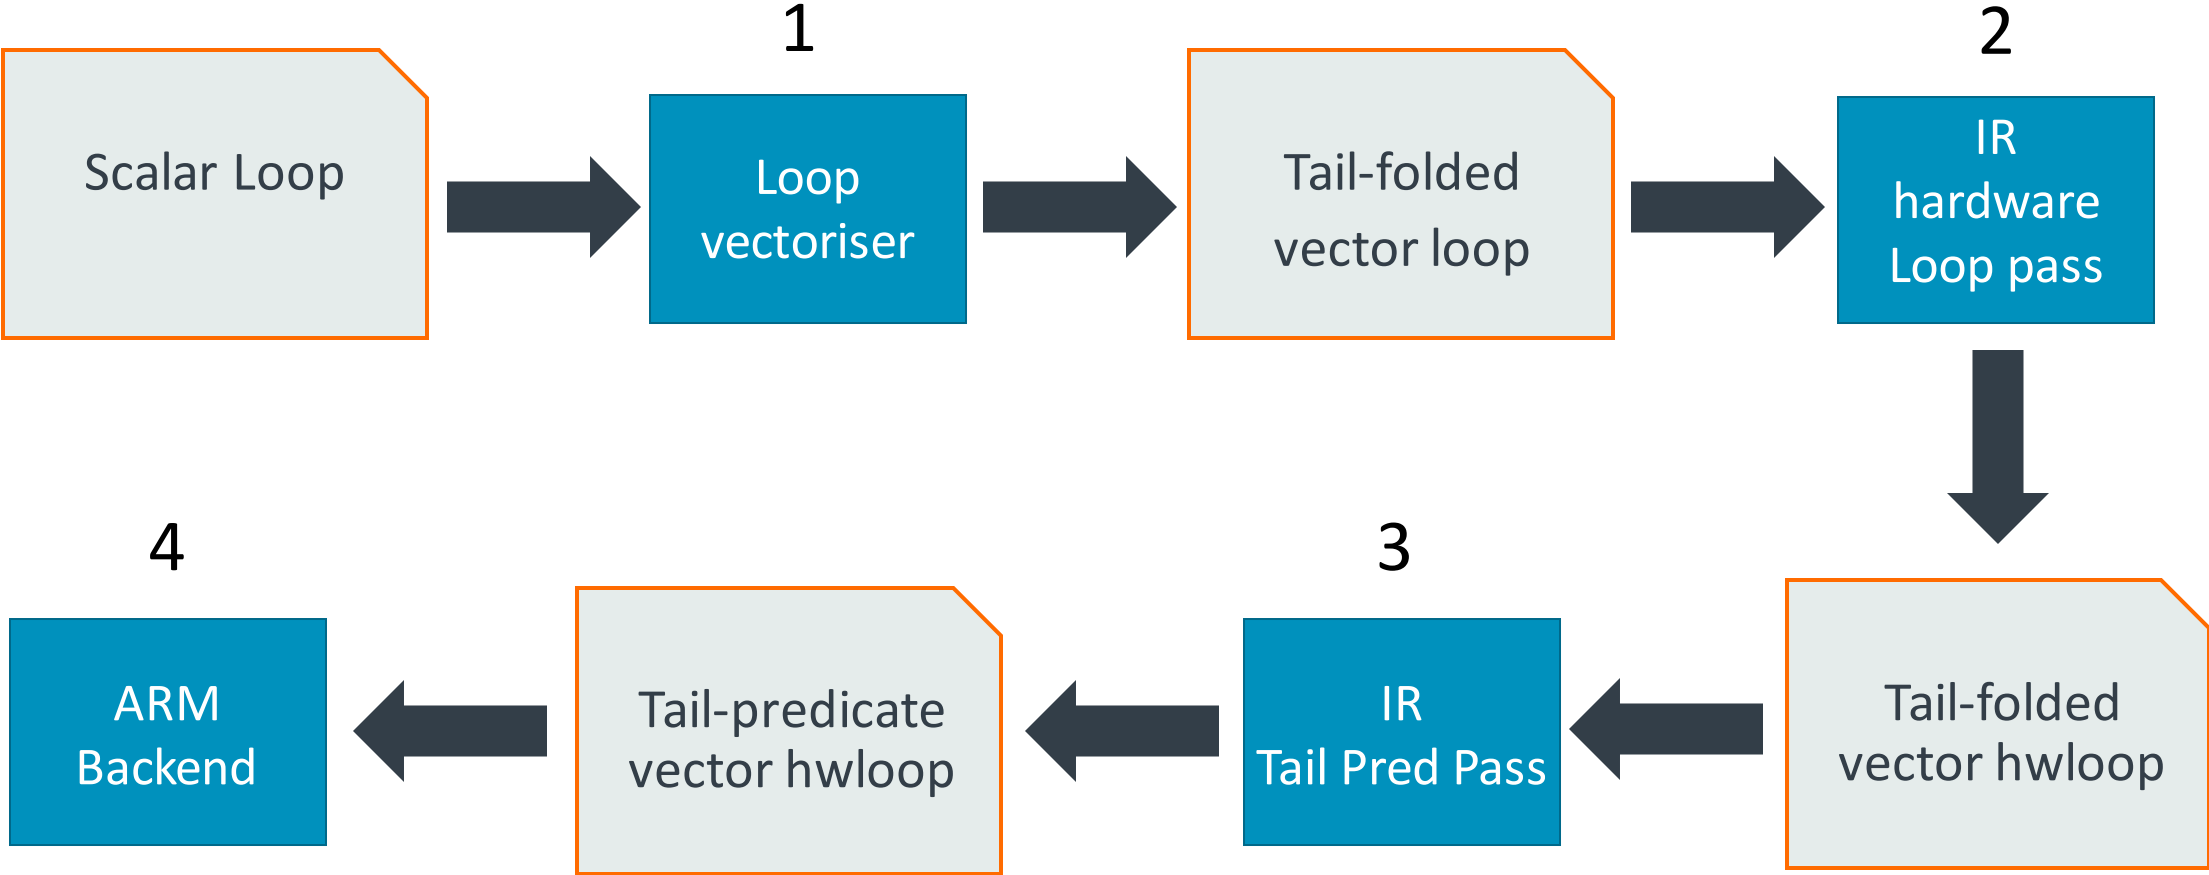 Scalar Loop
1
Loop
vectoriser
Tail-folded
vector loop
2
IR
hardware
Loop pass
Tail-folded
vector hwloop
3
IR
Tail Pred Pass
Tail-predicate
vector hwloop
4
ARM
Backend